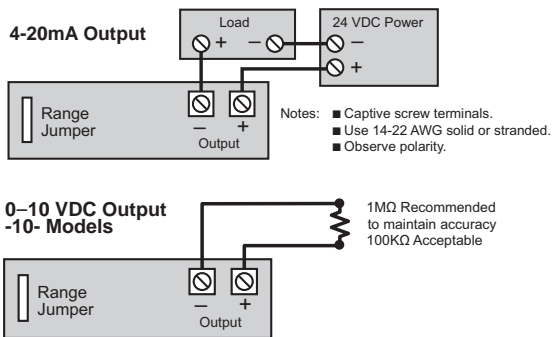 4-20mA Output
Load
+ –
24 VDC Power
–
+
Range
Jumper
– +
Output
Notes: ■ Captive screw terminals.
■ Use 14-22 AWG solid or stranded.
■ Observe polarity.
0–10 VDC Output
-10- Models
1MΩ Recommended
to maintain accuracy
100KΩ Acceptable
Range
Jumper
– +
Output